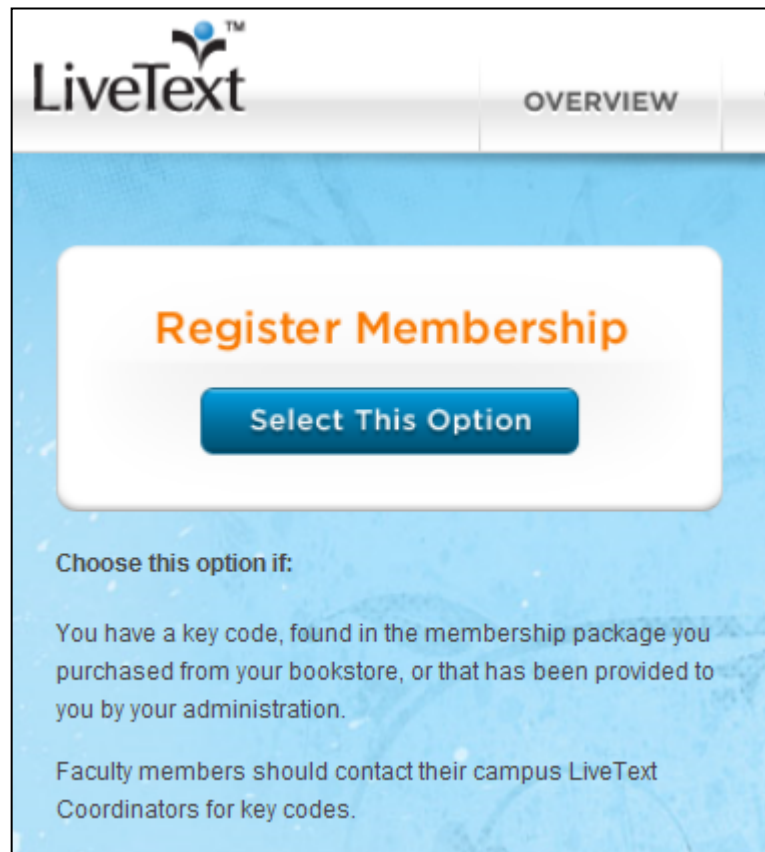 LiveText™
OVERVIEW
Register Membership
Select This Option
Choose this option if:
You have a key code, found in the membership package you
purchased from your bookstore, or that has been provided to
you by your administration.
Faculty members should contact their campus LiveText
Coordinators for key codes.